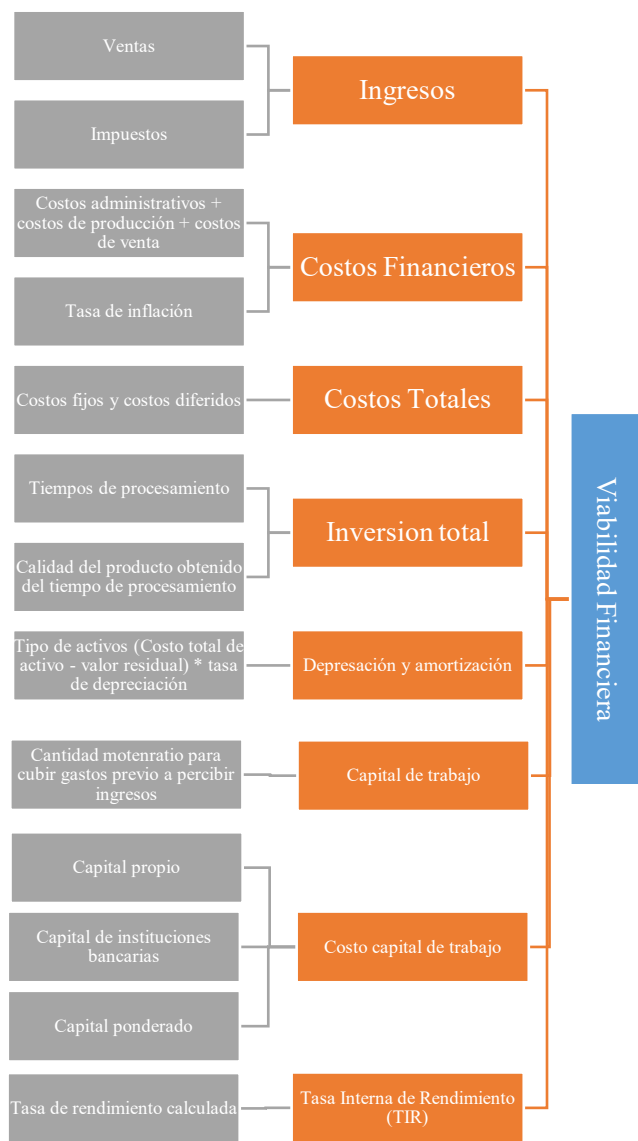 Ventas
Ingresos
Impuestos
Costos administrativos +
costos de producción + costos
de venta
Costos Financieros
Tasa de inflación
Costos fijos y costos diferidos
Costos Totales
Tiempos de procesamiento
Inversion total
Calidad del producto obtenido
del tiempo de procesamiento
Viabilidad Financiera
Tipo de activos (Costo total de
activo - valor residual) * tasa
de depreciación
Depresación y amortización
Cantidad motenratio para
cubir gastos previo a percibir
ingresos
Capital de trabajo
Capital propio
Capital de instituciones
bancarias
Costo capital de trabajo
Capital ponderado
Tasa de rendimiento calculada
Tasa Interna de Rendimiento
(TIR)